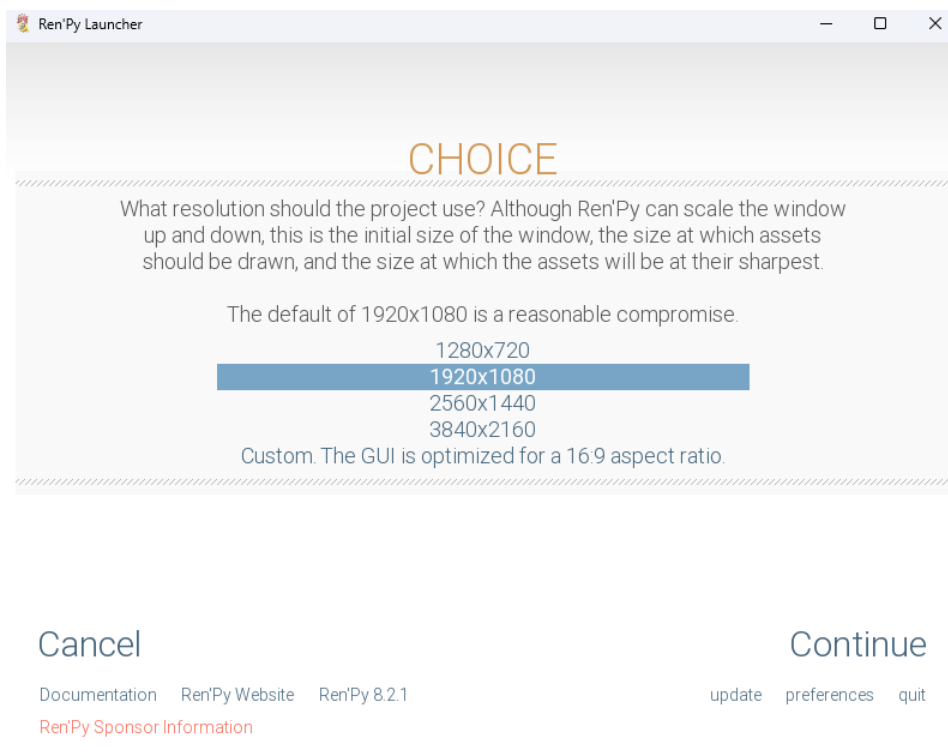 Ren'Py Launcher
CHOICE
What resolution should the project use? Although Ren'Py can scale the window
up and down, this is the initial size of the window, the size at which assets
should be drawn, and the size at which the assets will be at their sharpest.
The default of 1920x1080 is a reasonable compromise.
1280x720
1920x1080
2560x1440
3840x2160
Custom. The GUI is optimized for a 16:9 aspect ratio.
Cancel Continue
Documentation Ren'Py Website Ren'Py 8.2.1 update preferences quit
Ren'Py Sponsor Information